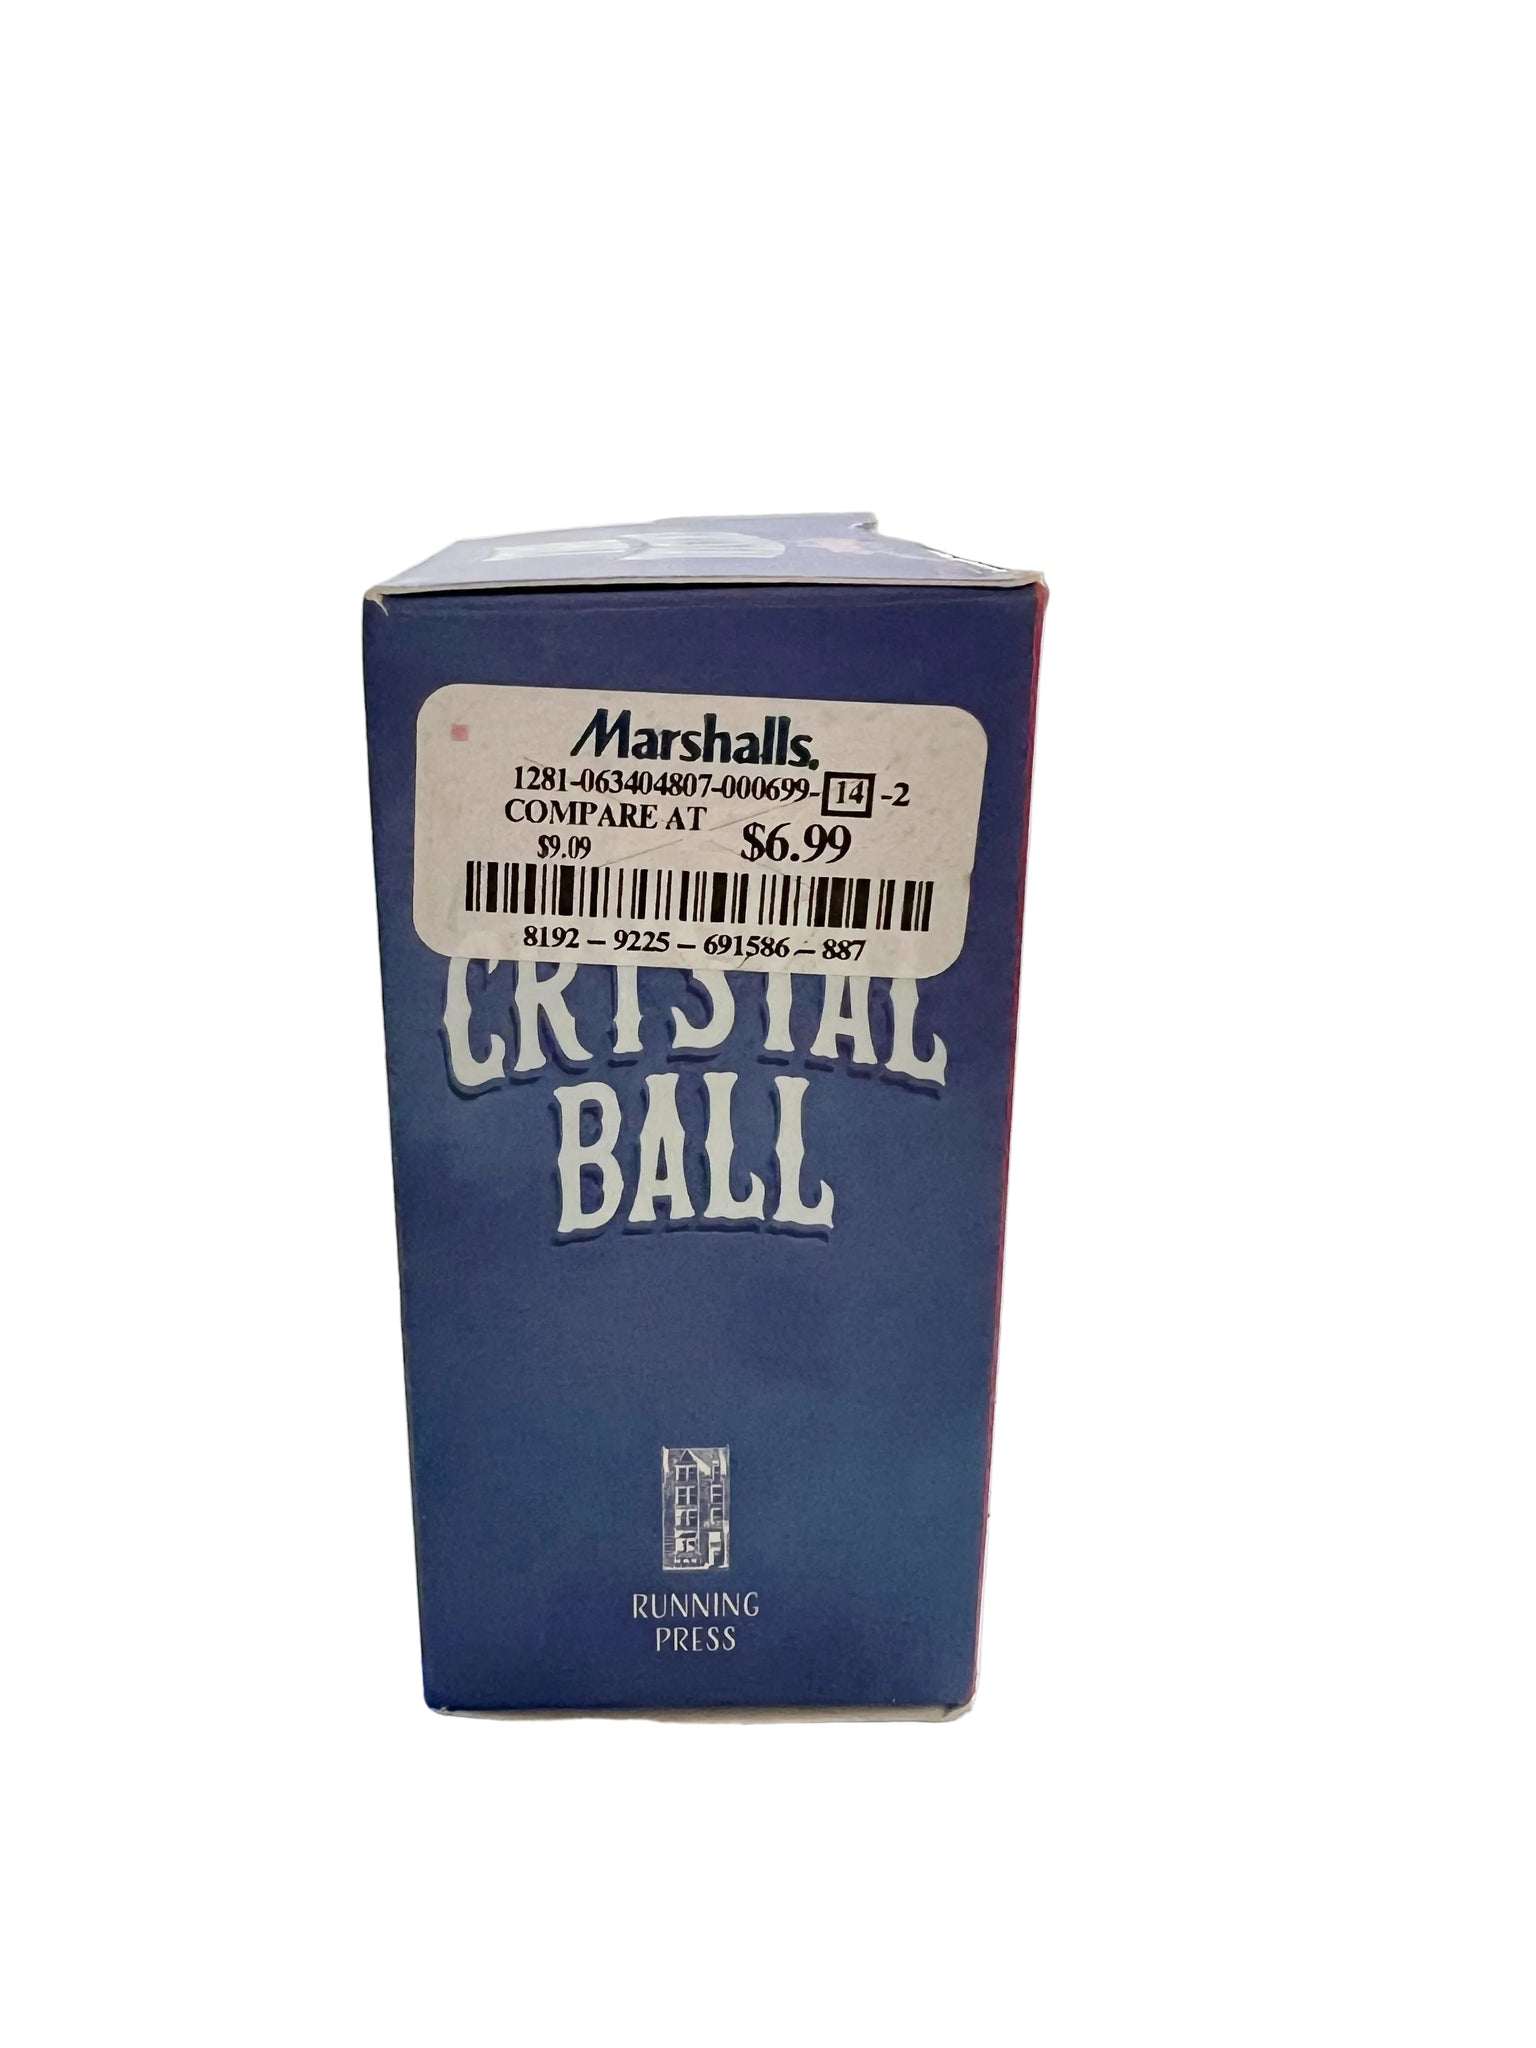 Marshalls.
1281-063404807-000699-14 -2
COMPARE AT $6.99
$9.09
8192 – 9225 – 691586 – 887
CRYSTAL
BALL
RUNNING
PRESS